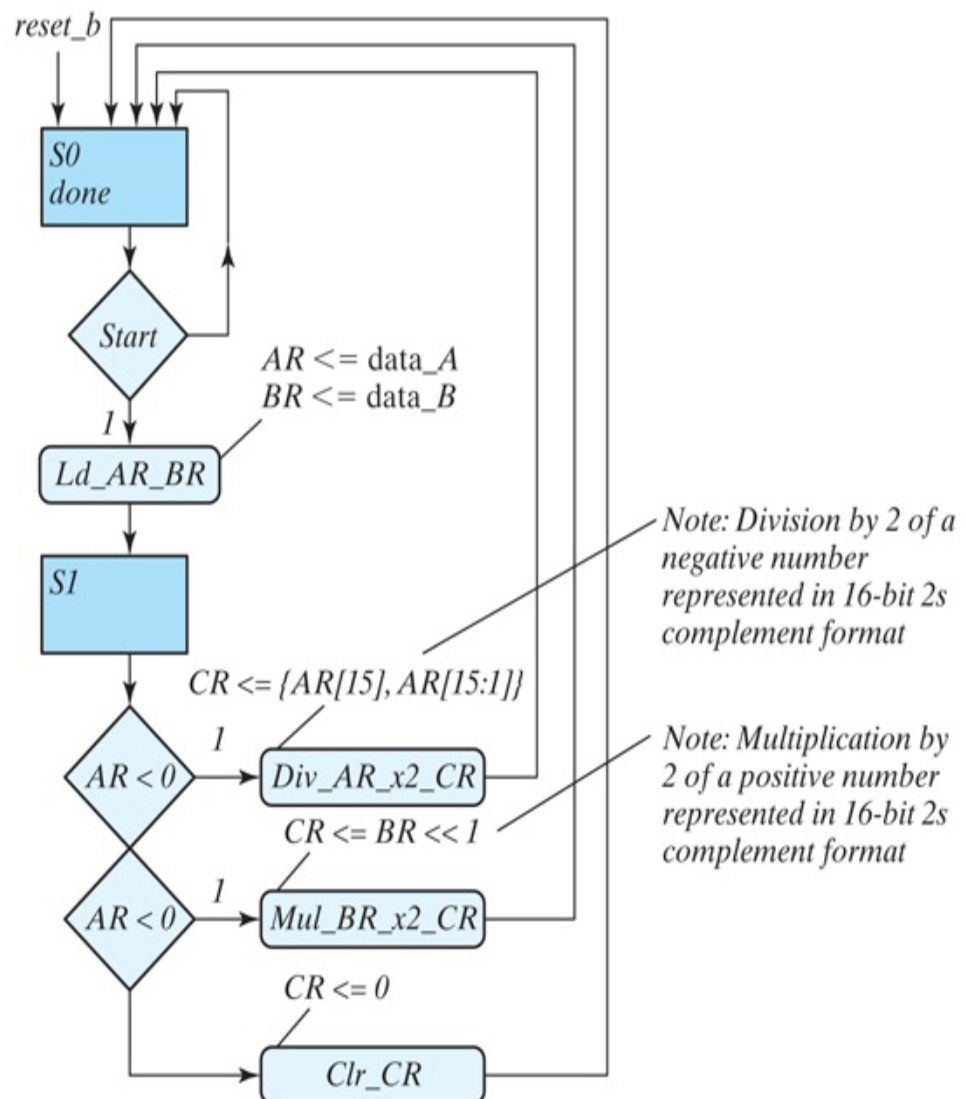 reset_b
S0
done
Start
AR <= data_A
BR <= data_B
1
Ld_AR_BR
S1
Note: Division by 2 of a
negative number
represented in 16-bit 2s
complement format
CR <= {AR[15], AR[15:1]}
AR < 0
1
Div_AR_x2_CR
Note: Multiplication by
2 of a positive number
represented in 16-bit 2s
complement format
CR <= BR << 1
AR < 0
1
Mul_BR_x2_CR
CR <= 0
Clr_CR